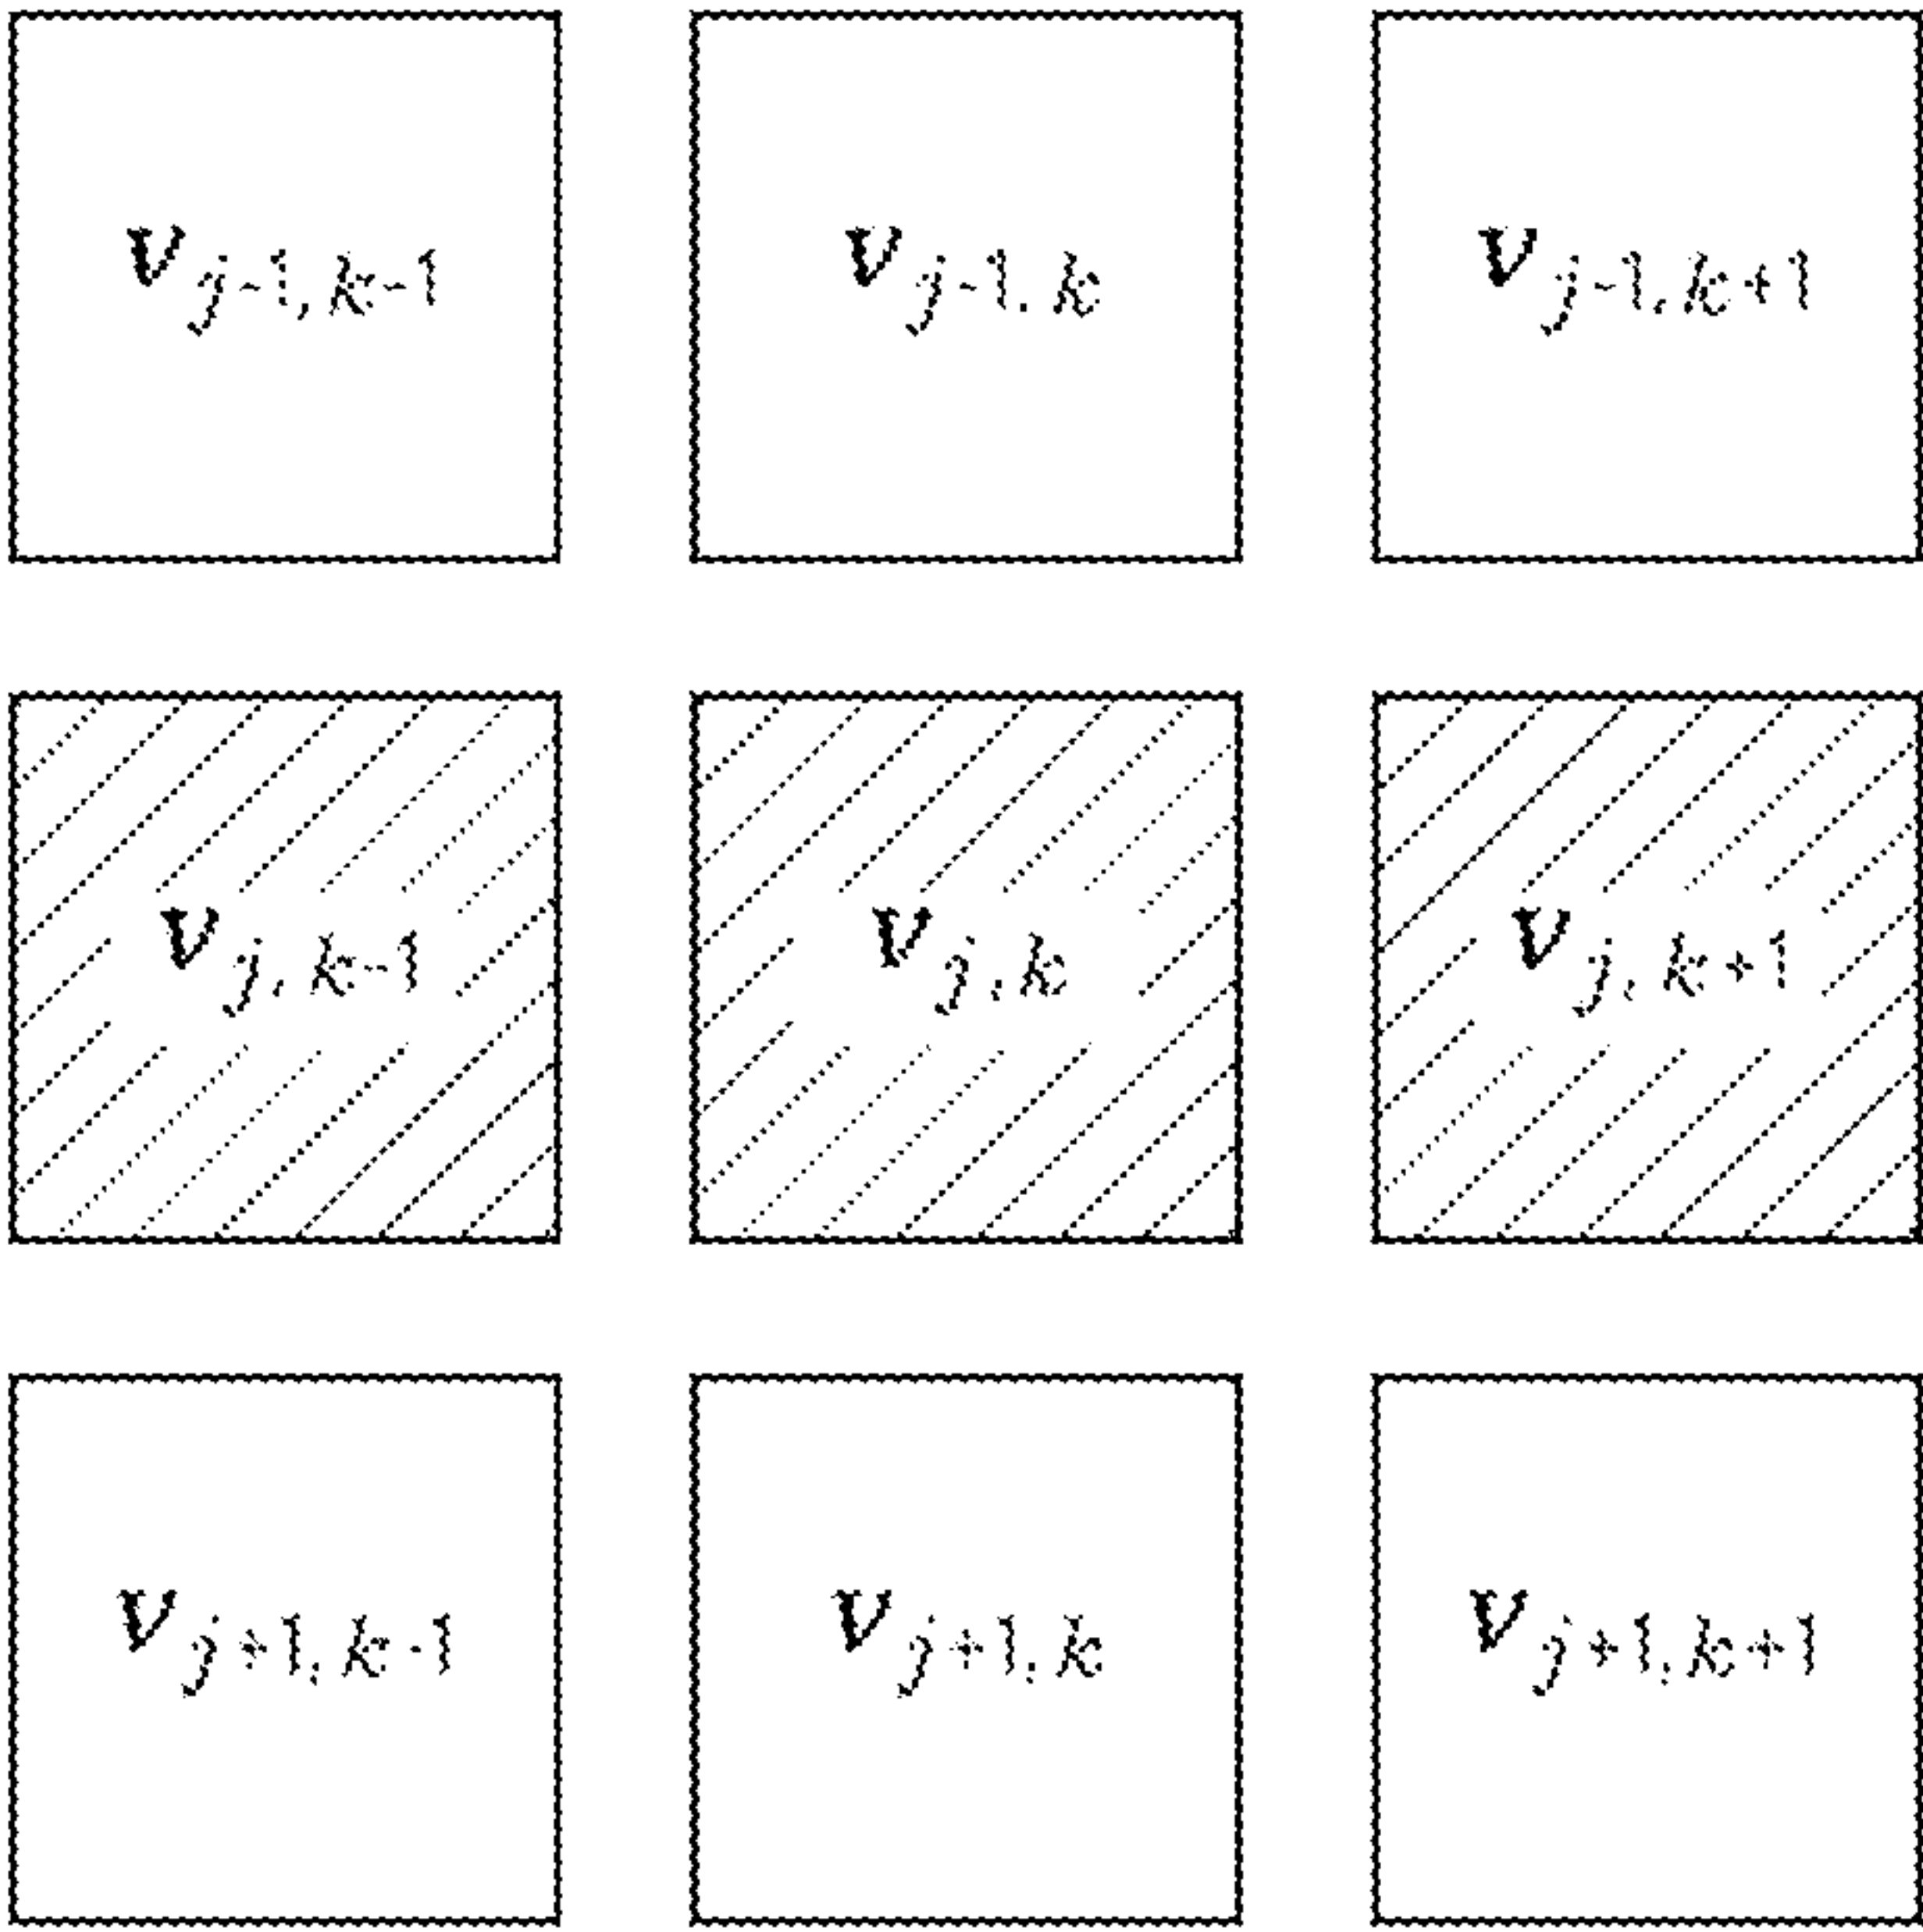 v j-1, k-1 v j-1, k v j-1, k+1
v j, k-1 v j, k v j, k+1
v j+1, k-1 v j+1, k v j+1, k+1